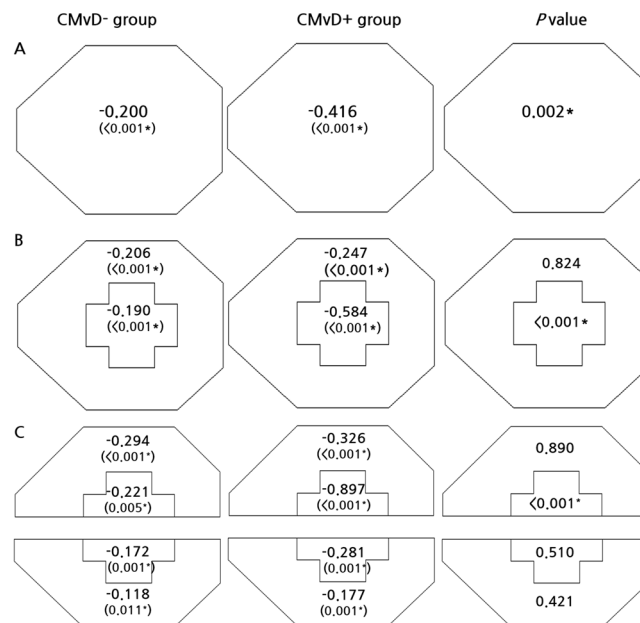 CMvD- group CMvD+ group P value
A
-0.200 -0.416 0.002*
(<0.001*) (<0.001*)
B
-0.206 -0.247 0.824
(<0.001*) (<0.001*)
-0.190 -0.584 <0.001*
(<0.001*) (<0.001*)
C
-0.294 -0.326 0.890
(<0.001*) (<0.001*)
-0.221 -0.897 <0.001*
(0.005*) (<0.001*)
-0.172 -0.281 0.510
(0.001*) (0.001*)
-0.118 -0.177 0.421
(0.011*) (0.001*)